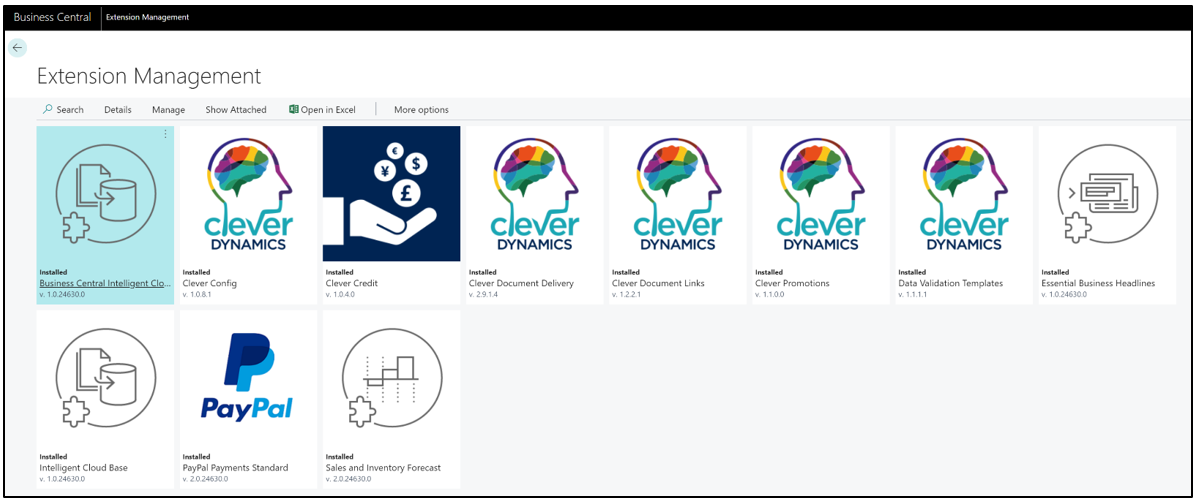 Business Central Extension Management
Extension Management
Search Details Manage Show Attached Open in Excel More options
clever DYNAMICS
Installed
Business Central Intelligent Clo...
v. 1.0.24630.0
Installed
Clever Config
v. 1.0.8.1
€
$
¥
£
Installed
Clever Credit
v. 1.0.4.0
clever
DYNAMICS
Installed
Clever Document Delivery
v. 2.9.1.4
clever
DYNAMICS
Installed
Clever Document Links
v. 1.2.2.1
clever
DYNAMICS
Installed
Clever Promotions
v. 1.1.0.0
clever
DYNAMICS
Installed
Data Validation Templates
v. 1.1.1.1
Installed
Essential Business Headlines
v. 1.0.24630.0
Installed
Intelligent Cloud Base
v. 1.0.24630.0
PayPal
Installed
PayPal Payments Standard
v. 2.0.24630.0
Installed
Sales and Inventory Forecast
v. 2.0.24630.0